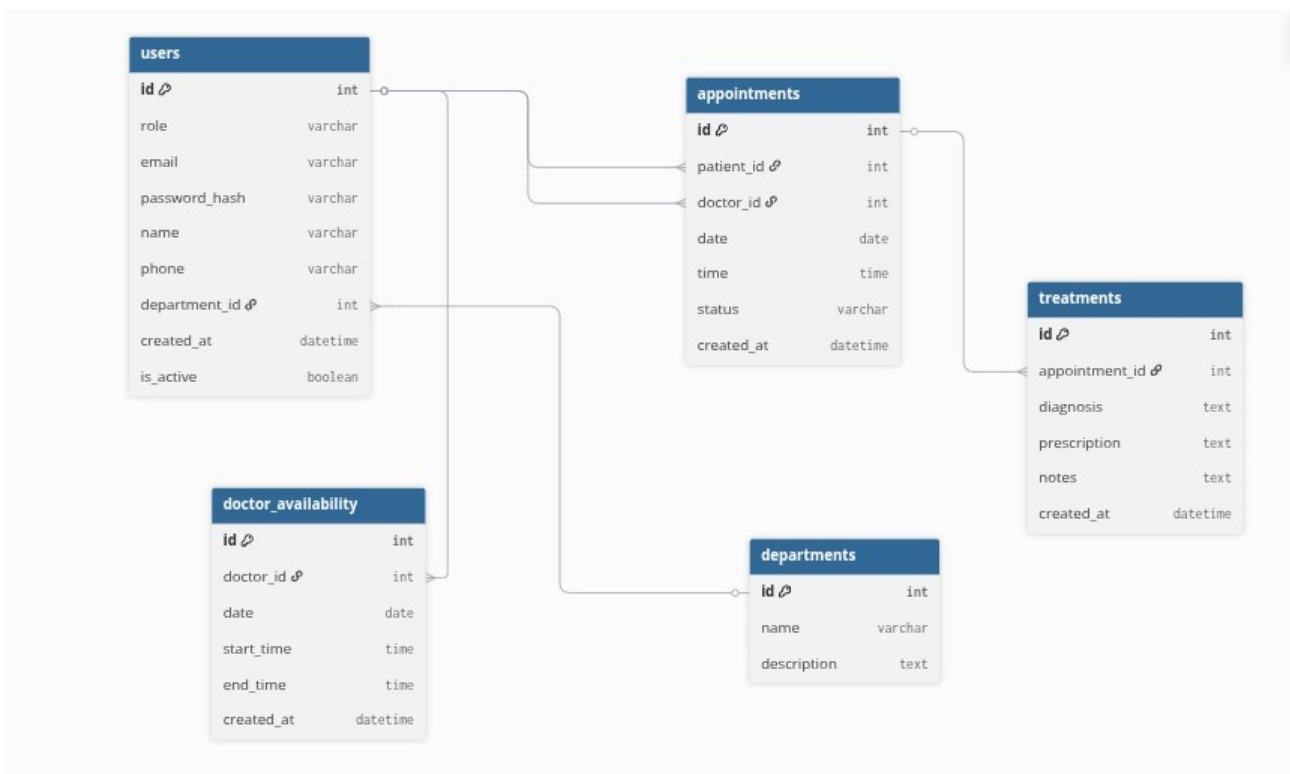 users
id int
role varchar
email varchar
password_hash varchar
name varchar
phone varchar
department_id int
created_at datetime
is_active boolean
appointments
id int
patient_id int
doctor_id int
date date
time time
status varchar
created_at datetime
treatments
id int
appointment_id int
diagnosis text
prescription text
notes text
created_at datetime
doctor_availability
id int
doctor_id int
date date
start_time time
end_time time
created_at datetime
departments
id int
name varchar
description text